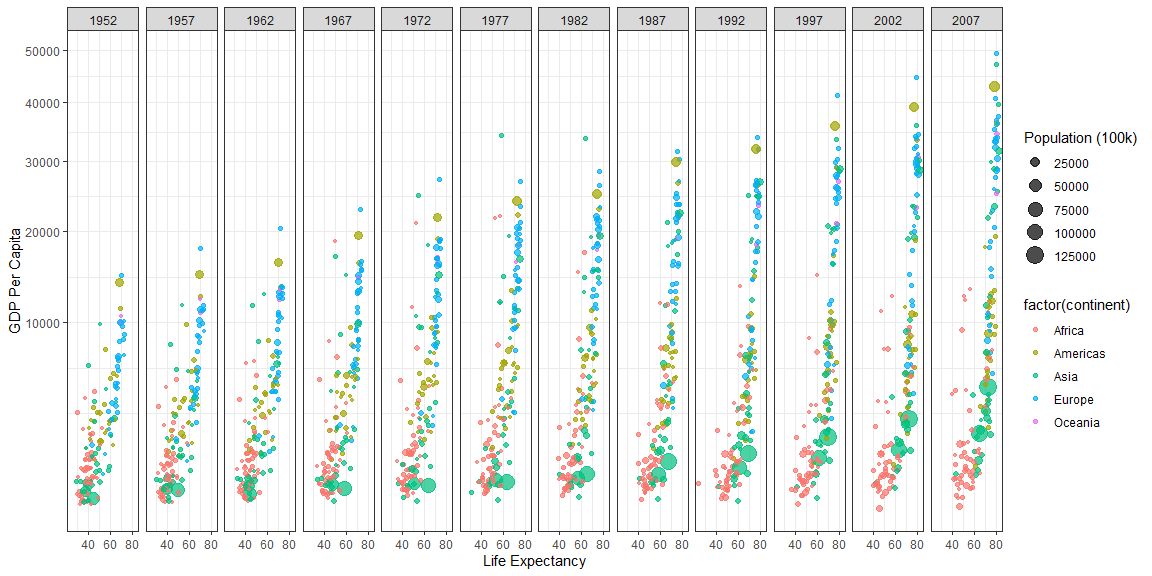 1952 1957 1962 1967 1972 1977 1982 1987 1992 1997 2002 2007
50000
40000
30000
20000
10000
GDP Per Capita
40 60 80 40 60 80 40 60 80 40 60 80 40 60 80 40 60 80 40 60 80 40 60 80 40 60 80 40 60 80 40 60 80 40 60 80
Life Expectancy
Population (100k)
25000
50000
75000
100000
125000
factor(continent)
Africa
Americas
Asia
Europe
Oceania